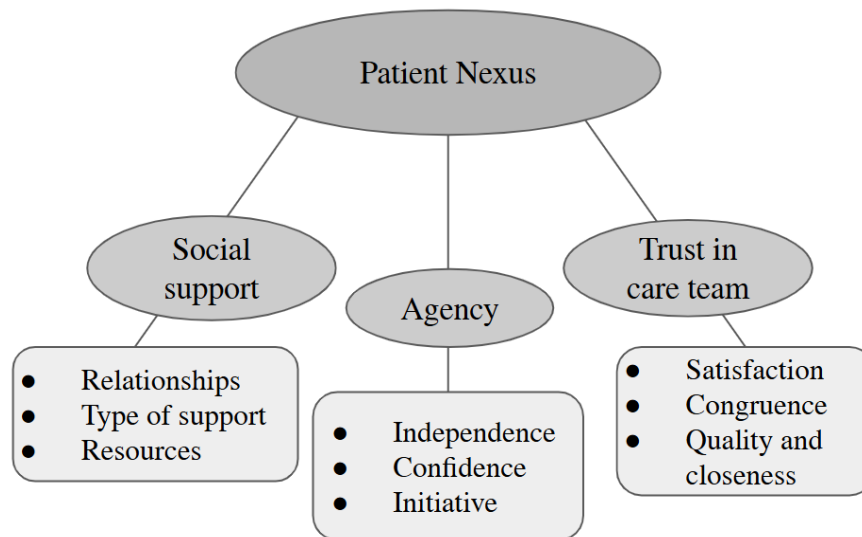 Patient Nexus
Social
support
Agency
Trust in
care team
● Relationships
● Type of support
● Resources
● Independence
● Confidence
● Initiative
● Satisfaction
● Congruence
● Quality and
closeness